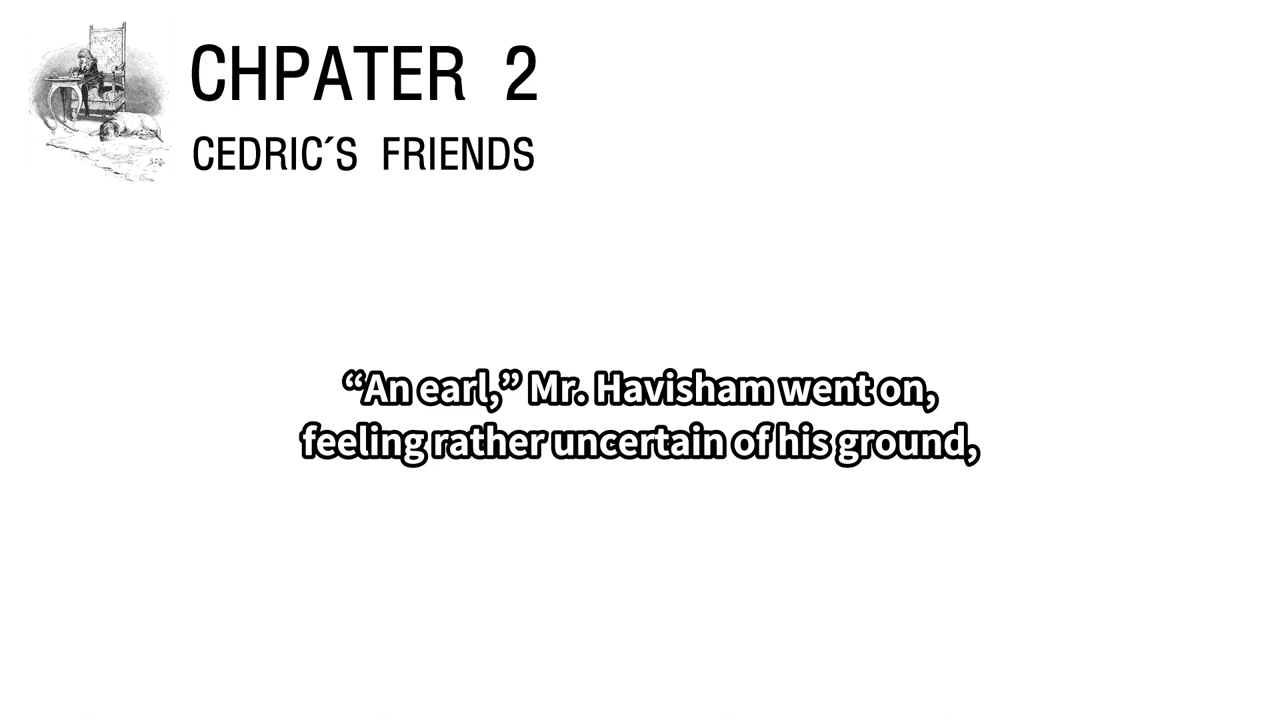 CHPATER 2
CEDRIC´S FRIENDS
“An earl,” Mr. Havisham went on,
feeling rather uncertain of his ground,